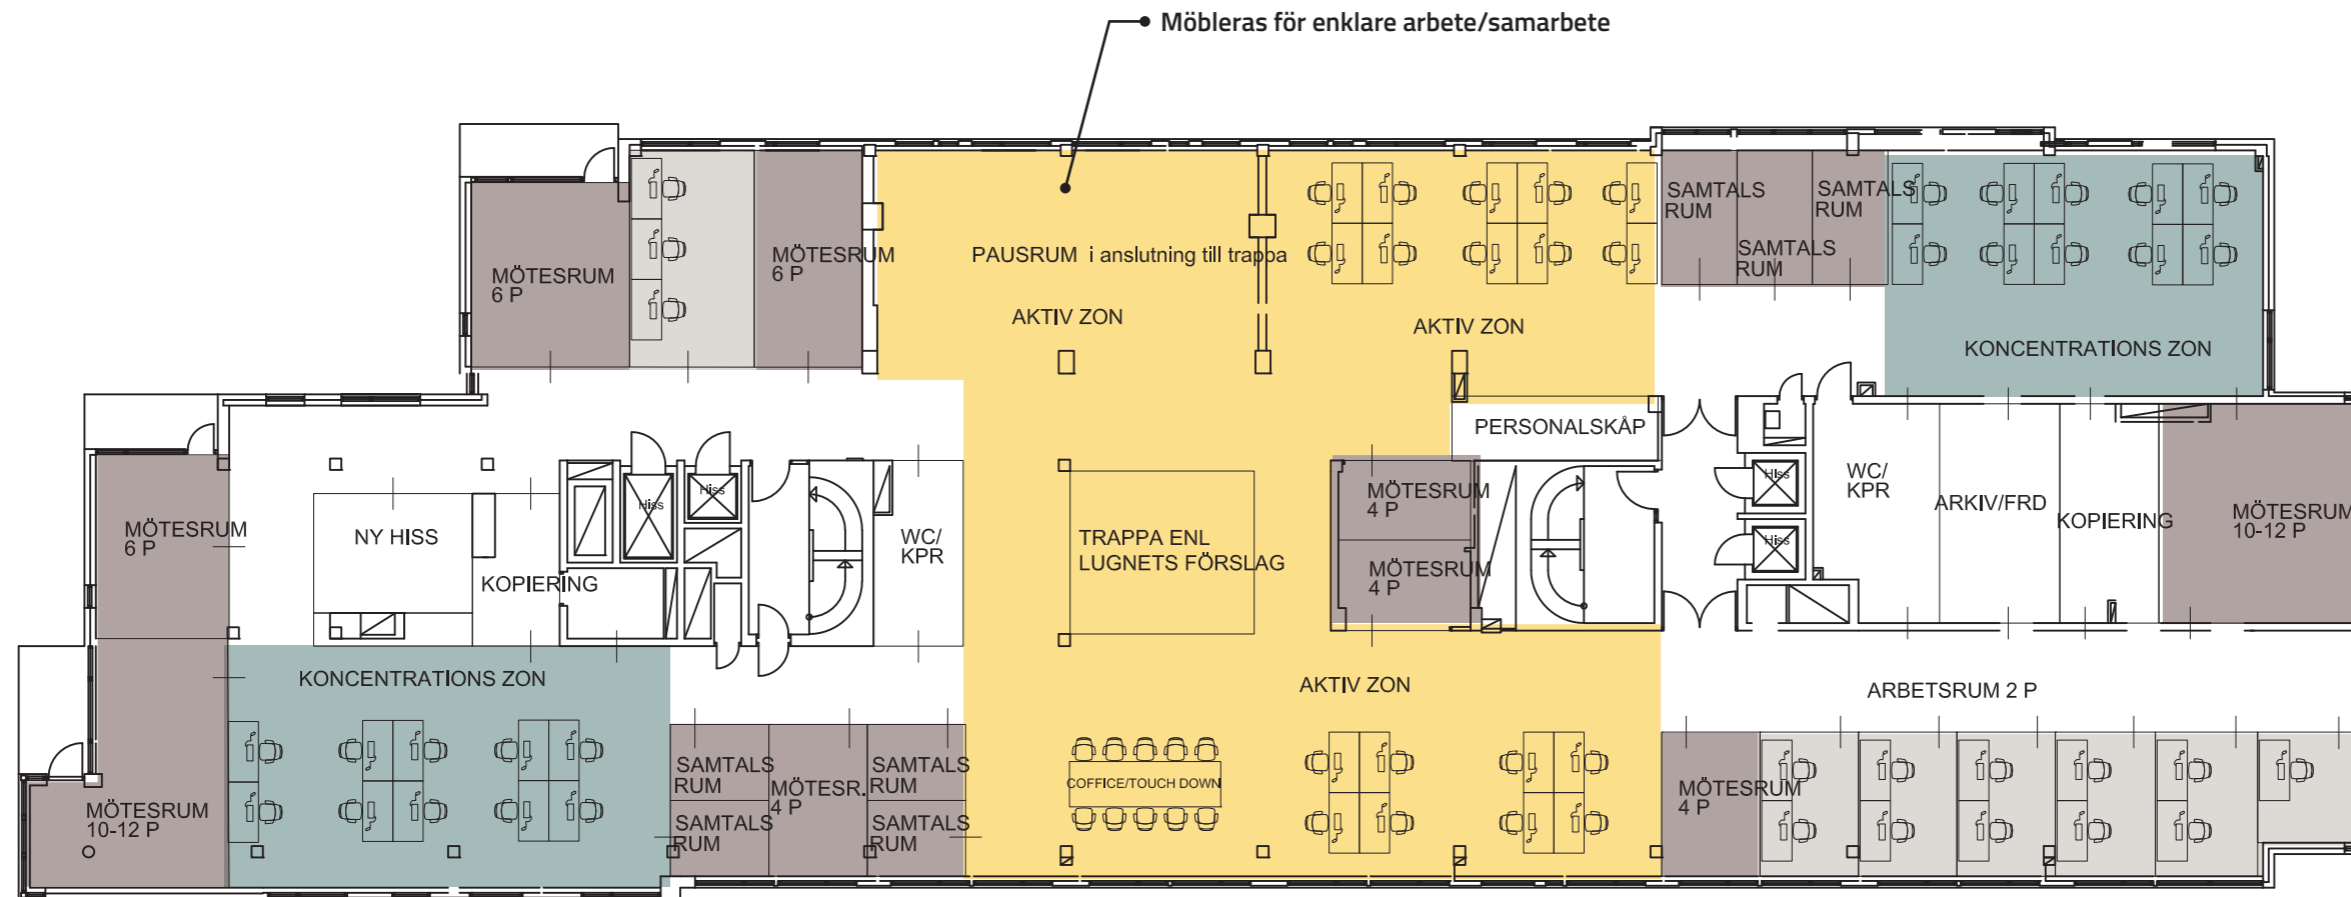 Möbleras för enklare arbete/samarbete
SAMTALS
RUM
SAMTALS
RUM
SAMTALS
RUM
MÖTESRUM
6 P
MÖTESRUM
6 P
PAUSRUM i anslutning till trappa
AKTIV ZON
AKTIV ZON
KONCENTRATIONS ZON
PERSONALSKÅP
MÖTESRUM
6 P
NY HISS
KOPIERING
Hiss
Hiss
WC/
KPR
TRAPPA ENL
LUGNETS FÖRSLAG
MÖTESRUM
4 P
MÖTESRUM
4 P
Hiss
Hiss
WC/
KPR
ARKIV/FRD
KOPIERING
MÖTESRUM
10-12 P
KONCENTRATIONS ZON
AKTIV ZON
ARBETSRUM 2 P
MÖTESRUM
10-12 P
SAMTALS
RUM
SAMTALS
RUM
MÖTESR.
4 P
SAMTALS
RUM
SAMTALS
RUM
COFFICE/TOUCH DOWN
MÖTESRUM
4 P